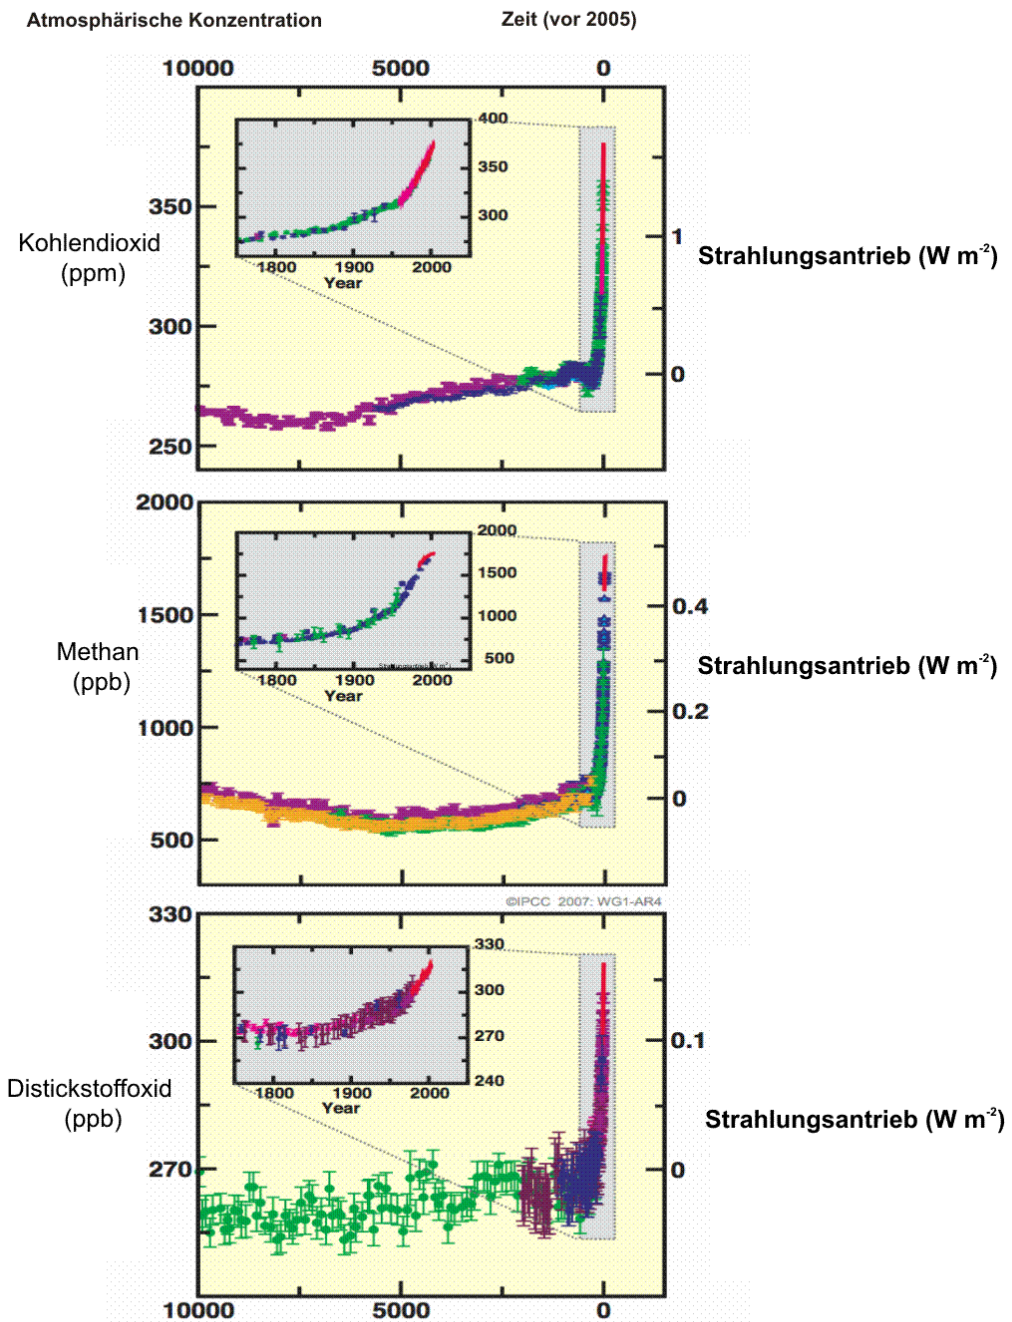 Atmosphärische Konzentration
Zeit (vor 2005)
10000 5000 0
400
350
350
300
1
Kohlendioxid
(ppm)
Strahlungsantrieb (W m-2)
1800 1900 2000
Year
300
0
250
2000
2000
1500
1500
1000
0.4
Methan
(ppb)
500
Strahlungsantrieb (W m-2)
1800 1900 2000
Year
0.2
1000
0
500
©IPCC 2007: WG1-AR4
330
330
300
300
270
0.1
240
1800 1900 2000
Year
Distickstoffoxid
(ppb)
Strahlungsantrieb (W m-2)
270
0
10000 5000 0